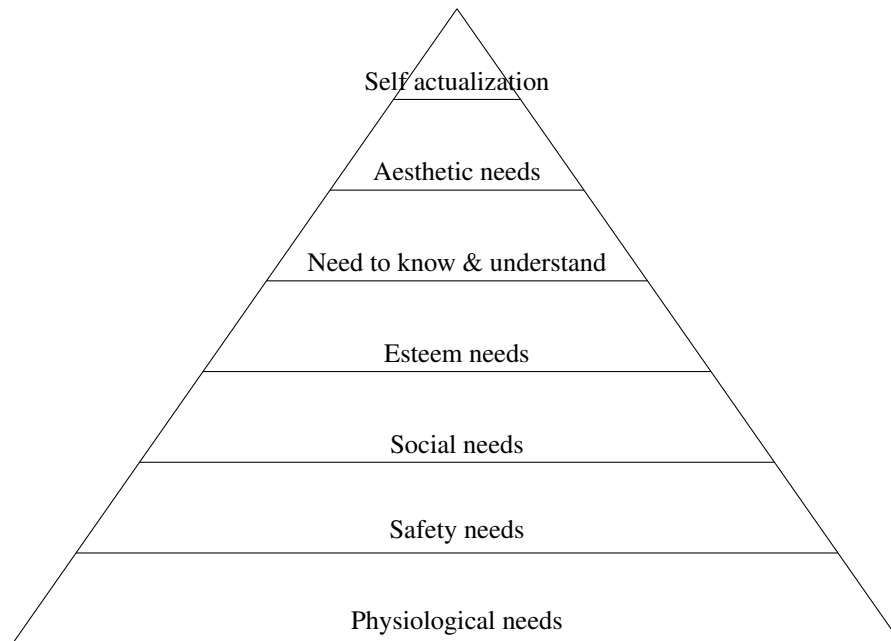 Self actualization
Aesthetic needs
Need to know & understand
Esteem needs
Social needs
Safety needs
Physiological needs